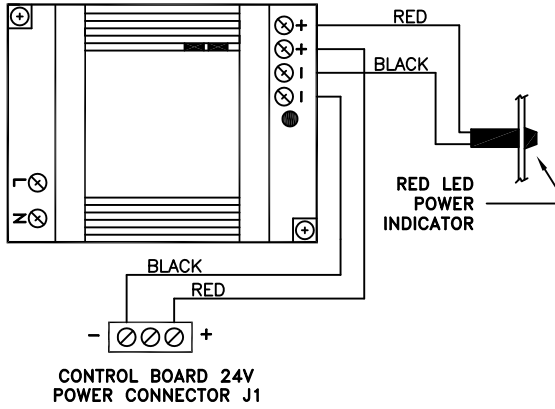 RED
+
+
BLACK
−
−
L
N
RED LED
POWER
INDICATOR
BLACK
RED
−
+
CONTROL BOARD 24V
POWER CONNECTOR J1